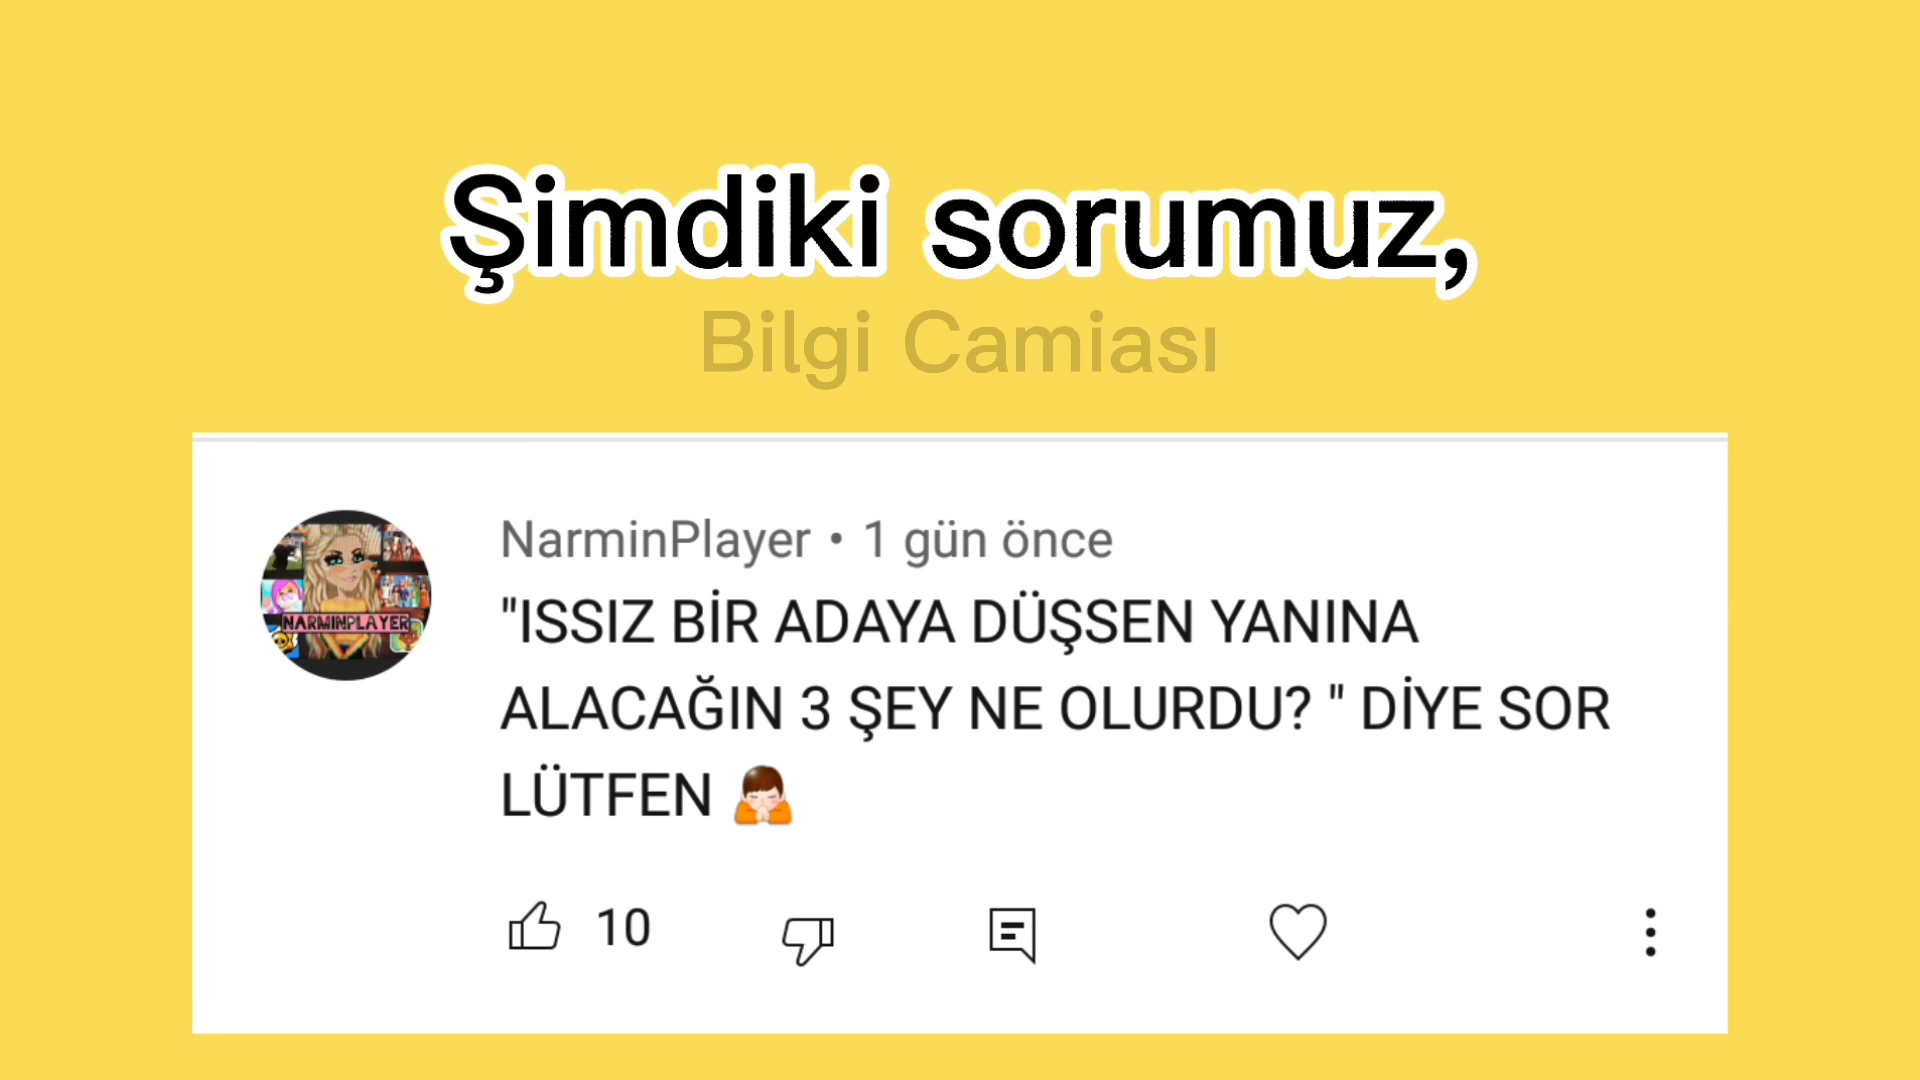 Şimdiki sorumuz,
Bilgi Camiası
NarminPlayer • 1 gün önce
NARMINPLAYER
"ISSIZ BİR ADAYA DÜŞSEN YANINA
ALACAĞIN 3 ŞEY NE OLURDU? " DİYE SOR
LÜTFEN 🙏
10